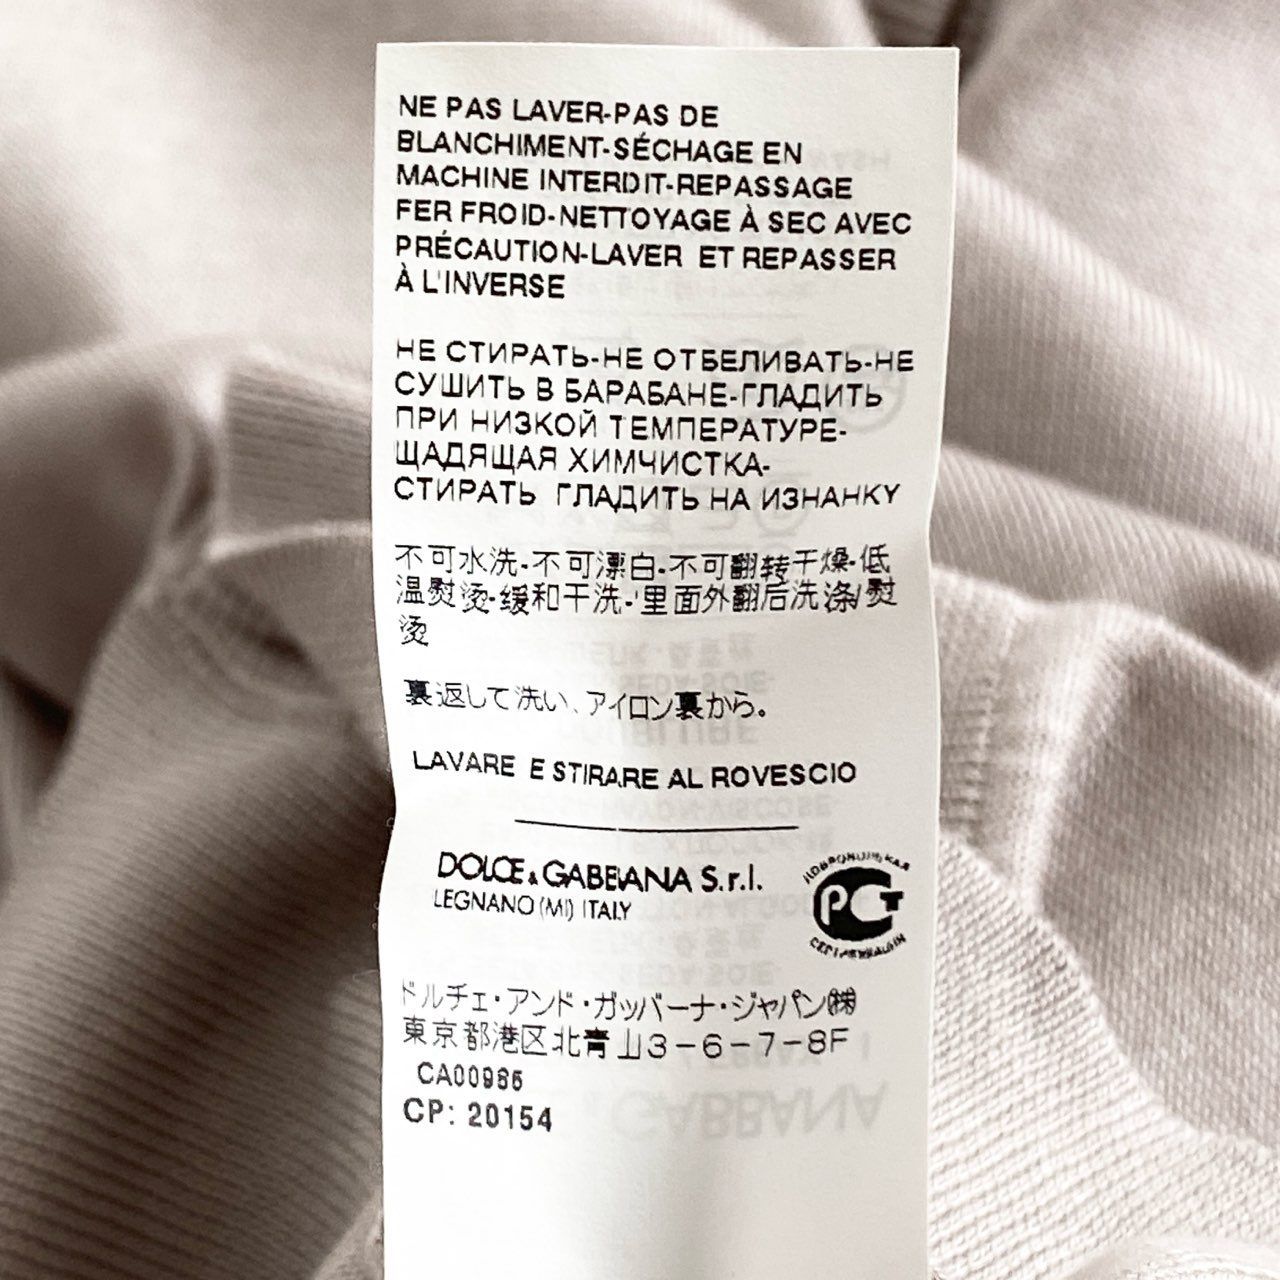 NE PAS LAVER-PAS DE
BLANCHIMENT-SÉCHAGE EN
MACHINE INTERDIT-REPASSAGE
FER FROID-NETTOYAGE À SEC AVEC
PRÉCAUTION-LAVER ET REPASSER
À L'INVERSE
НЕ СТИРАТЬ-НЕ ОТБЕЛИВАТЬ-НЕ
СУШИТЬ В БАРАБАНЕ-ГЛАДИТЬ
ПРИ НИЗКОЙ ТЕМПЕРАТУРЕ-
ЩАДЯЩАЯ ХИМЧИСТКА-
СТИРАТЬ ГЛАДИТЬ НА ИЗНАНКУ
不可水洗-不可漂白-不可翻转干燥-低
温熨烫-缓和干洗-里面外翻后洗涤/熨
烫
裏返して洗い、アイロン裏から。
LAVARE E STIRARE AL ROVESCIO
DOLCE & GABBANA S.r.l.
LEGNANO (MI) ITALY
РСТ
ドルチェ・アンド・ガッバーナ・ジャパン㈱
東京都港区北青山3-6-7-8F
CA00965
CP: 20154